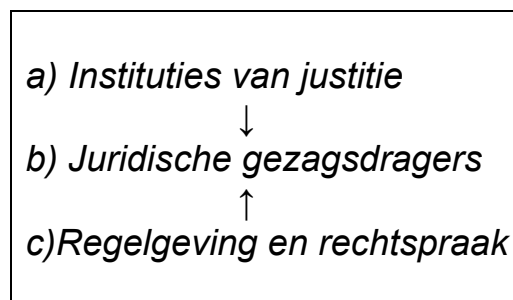 a) Instituties van justitie
↓
b) Juridische gezagsdragers
↑
c)Regelgeving en rechtspraak